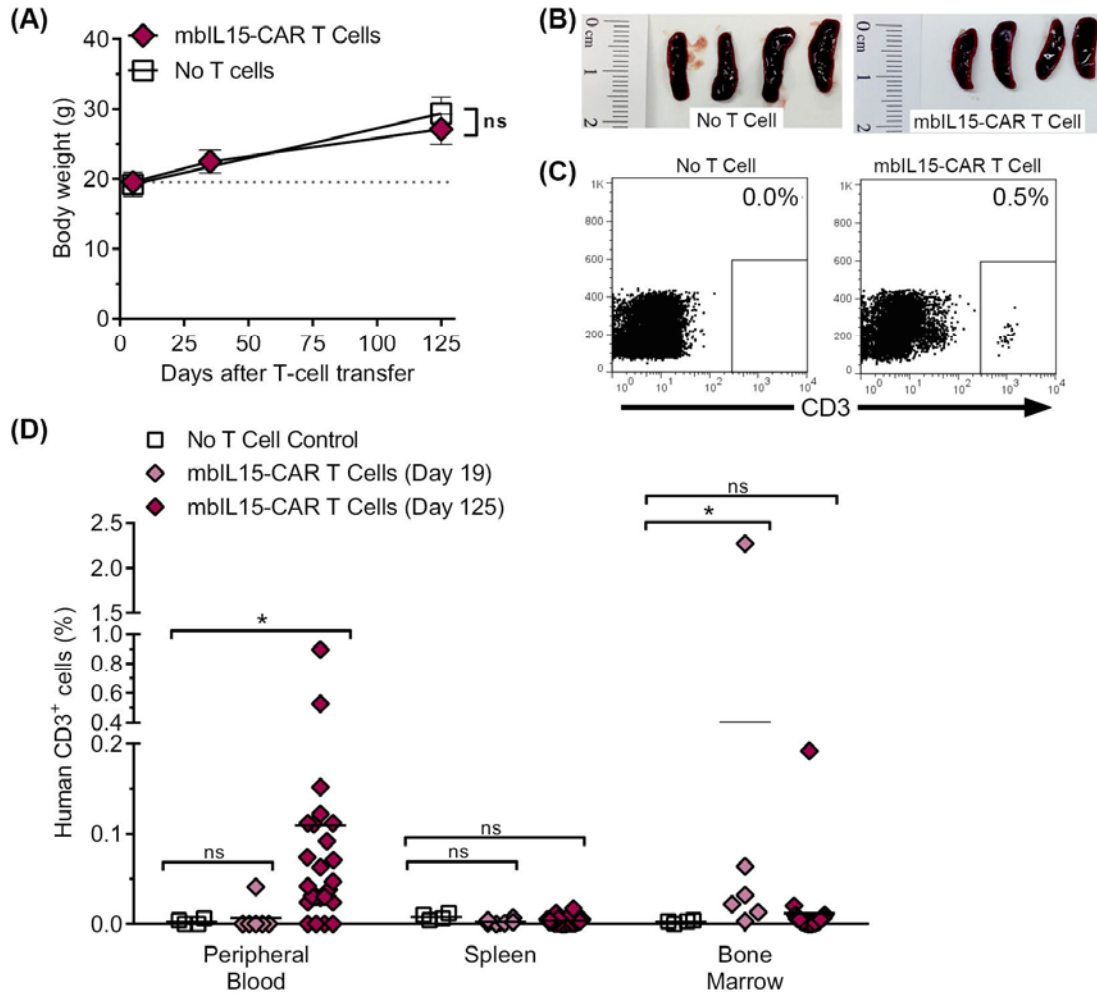 (A)
mbIL15-CAR T Cells
No T cells
Body weight (g)
40
30
20
10
0
ns
0 25 50 75 100 125
Days after T-cell transfer
(B)
0 cm
1
2
No T Cell
0 cm
1
2
mbIL15-CAR T Cell
(C)
No T Cell
1K
800
600
400
200
0
0.0%
10⁰ 10¹ 10² 10³ 10⁴
mbIL15-CAR T Cell
1K
800
600
400
200
0
0.5%
10⁰ 10¹ 10² 10³ 10⁴
CD3
(D)
No T Cell Control
mbIL15-CAR T Cells (Day 19)
mbIL15-CAR T Cells (Day 125)
Human CD3⁺ cells (%)
2.5
2.0
1.5
1.0
0.8
0.6
0.4
0.2
0.1
0.0
*
ns
ns
ns
ns
*
Peripheral
Blood
Spleen
Bone
Marrow